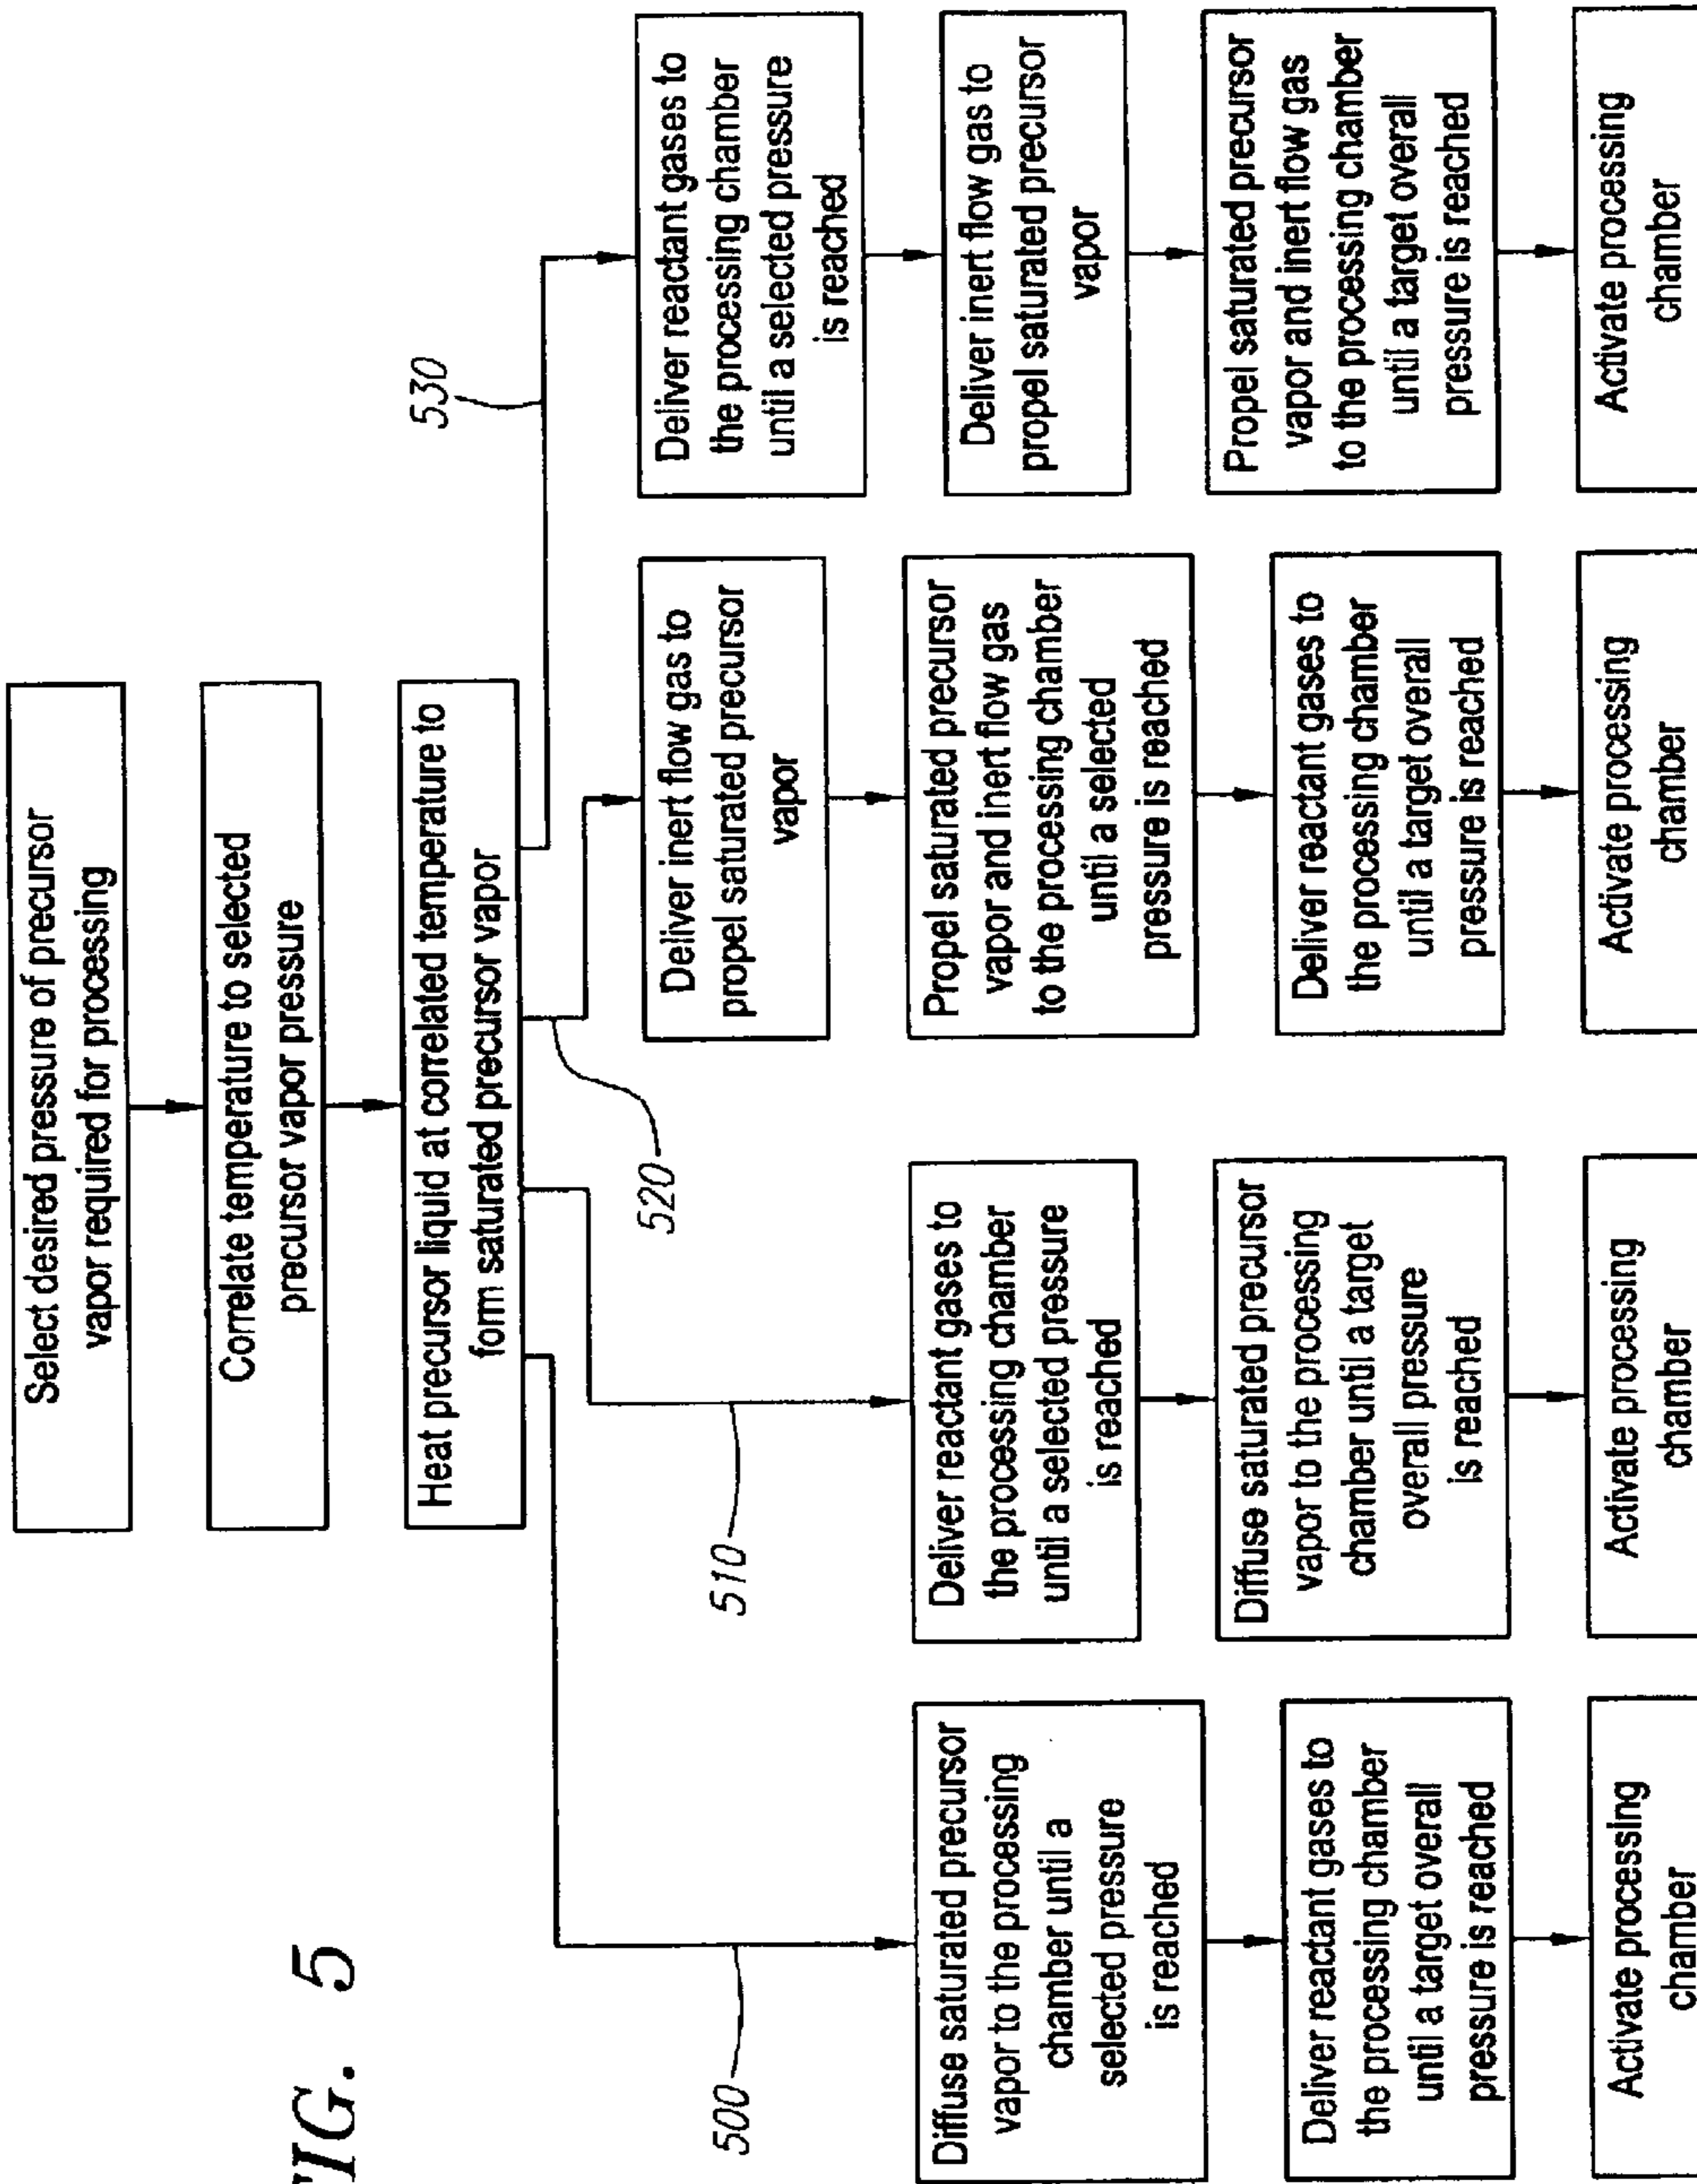 Select desired pressure of precursor
vapor required for processing
Correlate temperature to selected
precursor vapor pressure
Heat precursor liquid at correlated temperature to
form saturated precursor vapor
500
Diffuse saturated precursor
vapor to the processing
chamber until a
selected pressure
is reached
Deliver reactant gases to
the processing chamber
until a target overall
pressure is reached
Activate processing
chamber
510
Deliver reactant gases to
the processing chamber
until a selected pressure
is reached
Diffuse saturated precursor
vapor to the processing
chamber until a target
overall pressure
is reached
Activate processing
chamber
520
Deliver inert flow gas to
propel saturated precursor
vapor
Propel saturated precursor
vapor and inert flow gas
to the processing chamber
until a selected
pressure is reached
Deliver reactant gases to
the processing chamber
until a target overall
pressure is reached
Activate processing
chamber
530
Deliver reactant gases to
the processing chamber
until a selected pressure
is reached
Deliver inert flow gas to
propel saturated precursor
vapor
Propel saturated precursor
vapor and inert flow gas
to the processing chamber
until a target overall
pressure is reached
Activate processing
chamber
FIG. 5